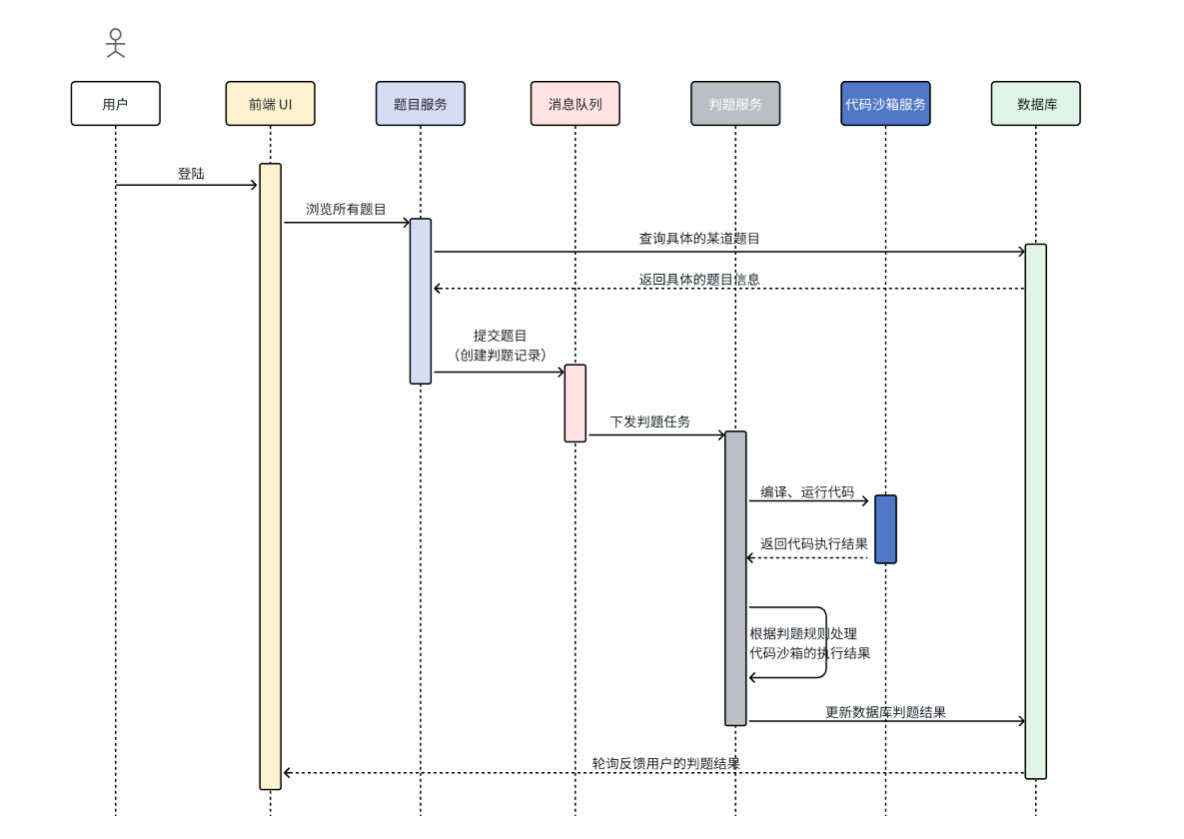 用户
前端 UI
题目服务
消息队列
判题服务
代码沙箱服务
数据库
登陆
浏览所有题目
查询具体的某道题目
返回具体的题目信息
提交题目
（创建判题记录）
下发判题任务
编译、运行代码
返回代码执行结果
根据判题规则处理
代码沙箱的执行结果
更新数据库判题结果
轮询反馈用户的判题结果